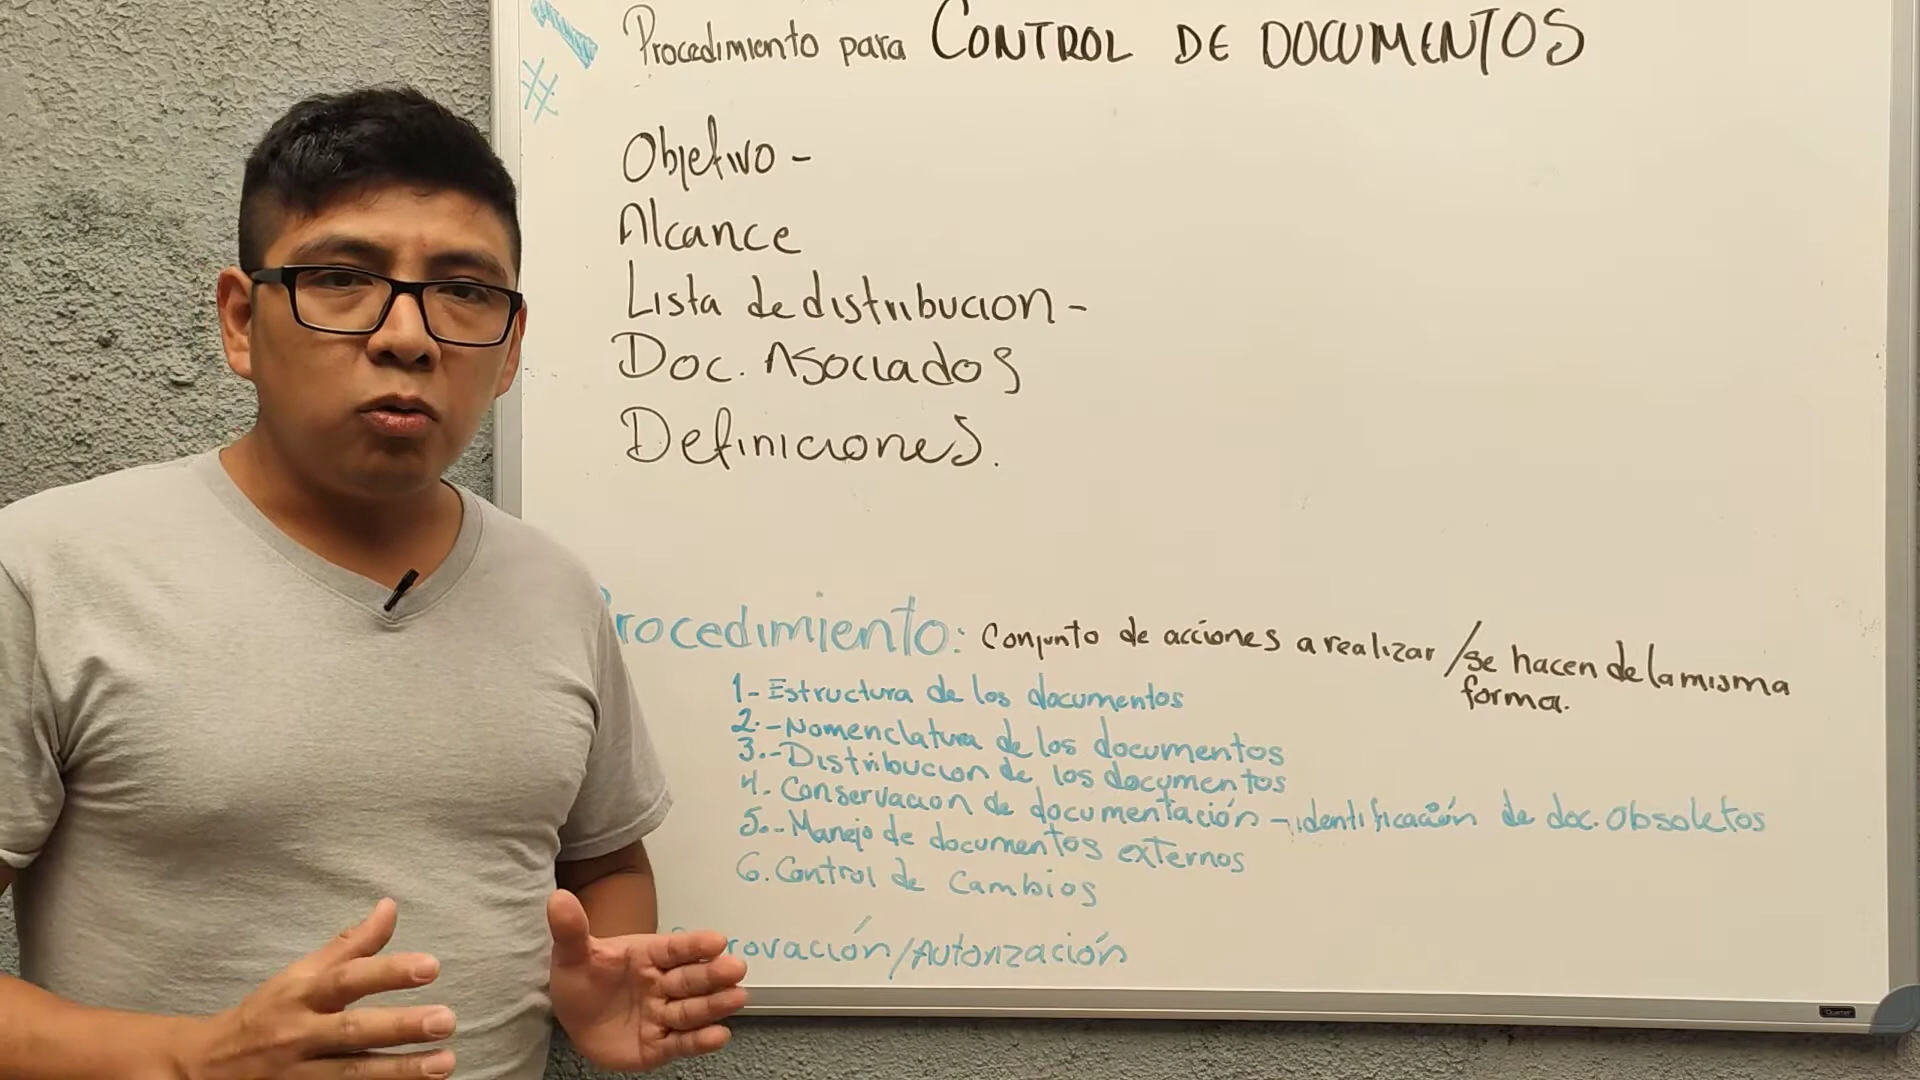 #
Procedimiento para CONTROL DE DOCUMENTOS
Objetivo -
Alcance
Lista de distribucion -
Doc. Asociados
Definiciones.
rocedimiento: Conjunto de acciones a realizar / se hacen de la misma
forma.
1- Estructura de los documentos
2.- Nomenclatura de los documentos
3.- Distribucion de los documentos
4. Conservacion de documentación - identificación de doc. obsoletos
5.- Manejo de documentos externos
6. Control de Cambios
rovación/Autorización
Quartet